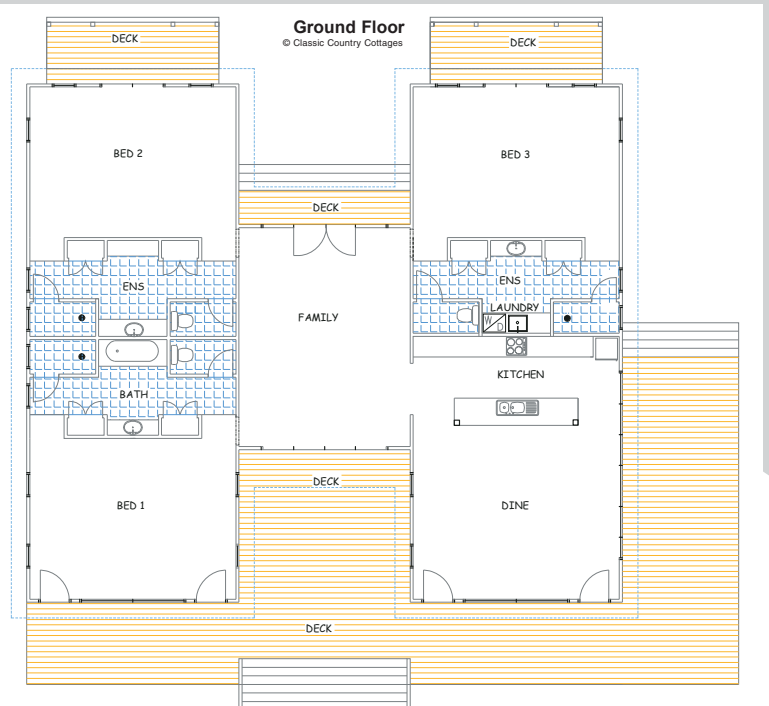 Ground Floor
© Classic Country Cottages
DECK
DECK
BED 2
BED 3
DECK
ENS
ENS
LAUNDRY
FAMILY
W
D
KITCHEN
BATH
DECK
BED 1
DINE
DECK